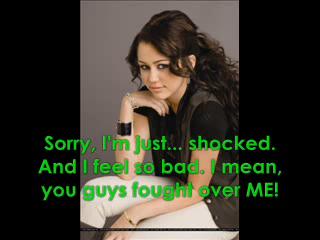 Sorry, I'm just... shocked.
And I feel so bad. I mean,
you guys fought over ME!